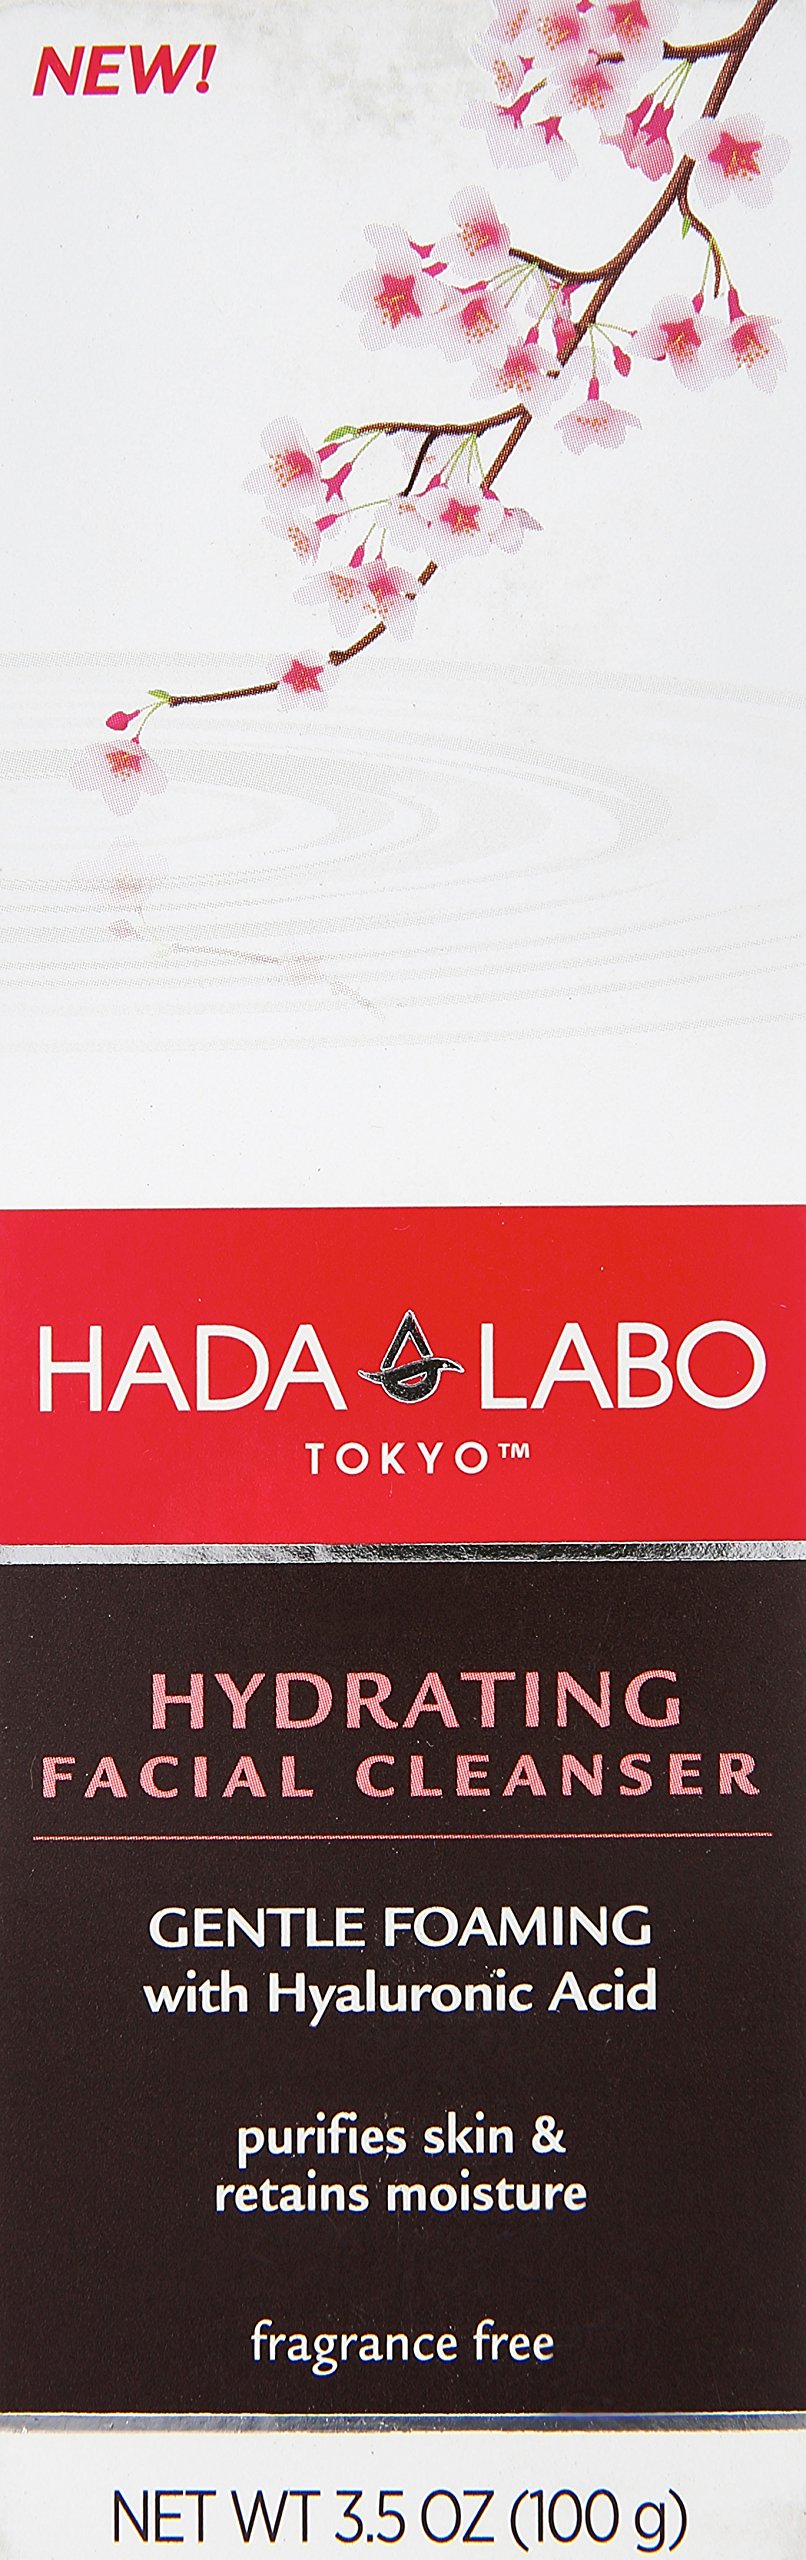 NEW!
HADA LABO
TOKYO™
HYDRATING
FACIAL CLEANSER
GENTLE FOAMING
with Hyaluronic Acid
purifies skin &
retains moisture
fragrance free
NET WT 3.5 OZ (100 g)